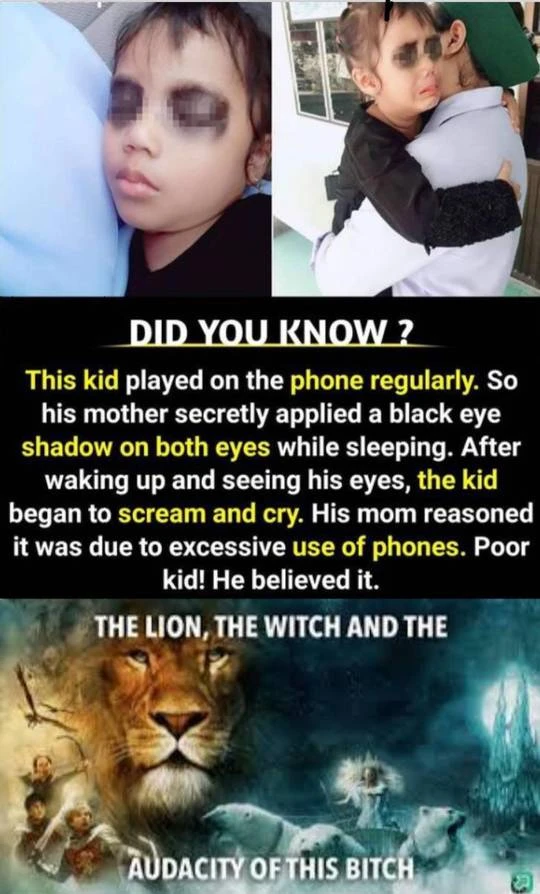 DID YOU KNOW ?
This kid played on the phone regularly. So
his mother secretly applied a black eye
shadow on both eyes while sleeping. After
waking up and seeing his eyes, the kid
began to scream and cry. His mom reasoned
it was due to excessive use of phones. Poor
kid! He believed it.
THE LION, THE WITCH AND THE
AUDACITY OF THIS BITCH